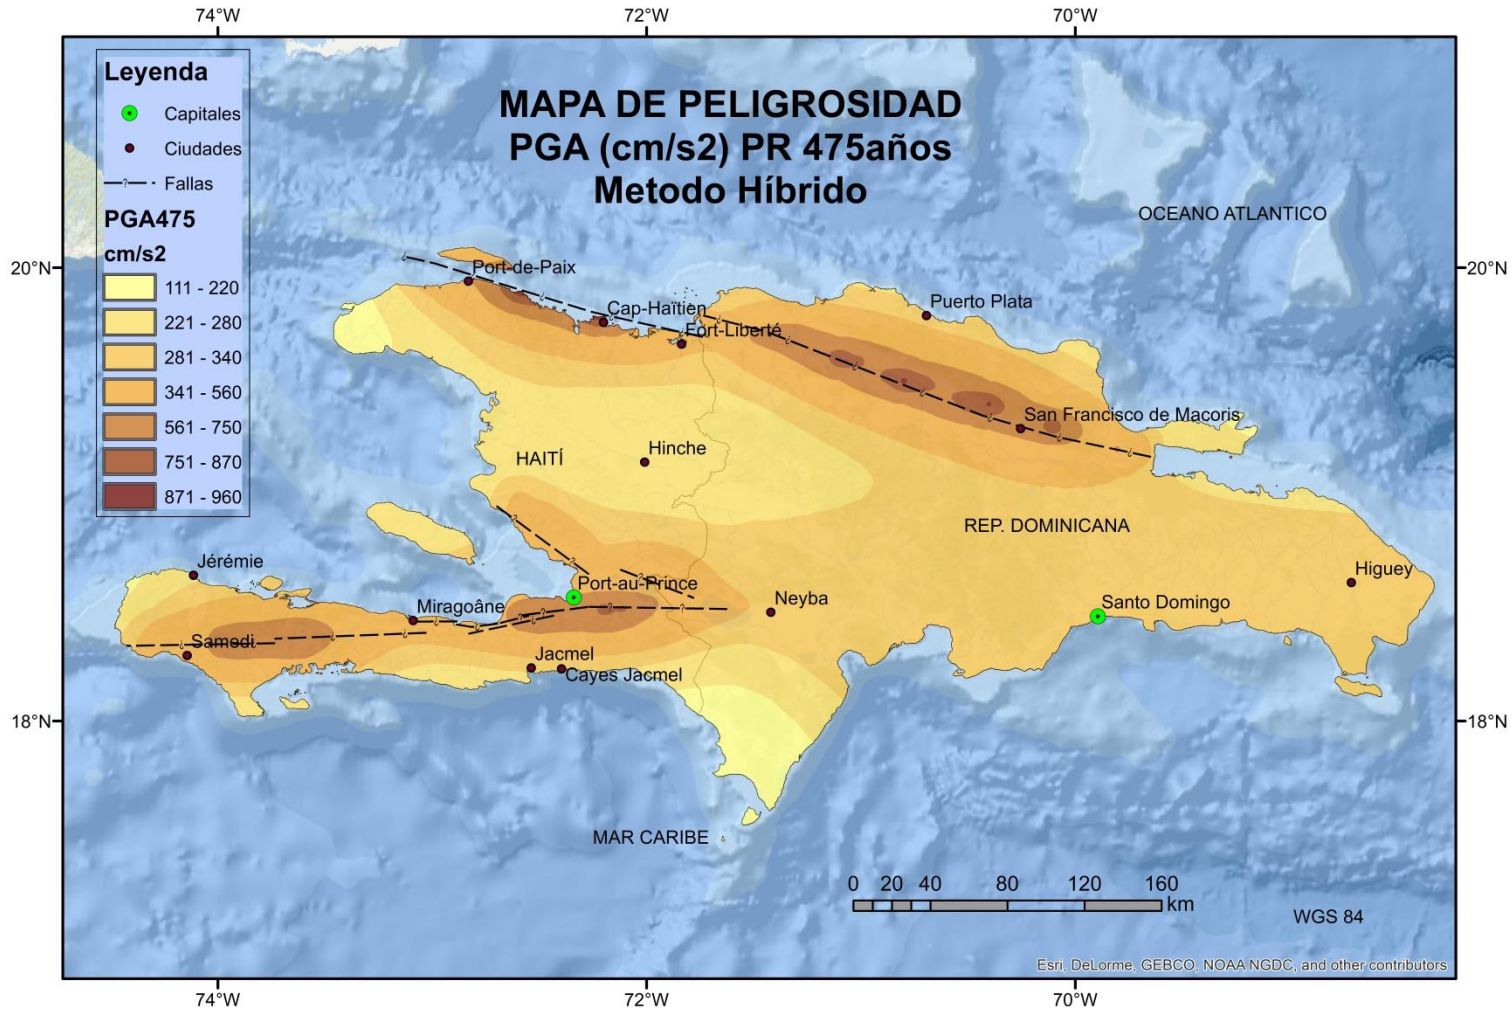 74°W
72°W
70°W
Leyenda
Capitales
Ciudades
Fallas
PGA475
cm/s2
111 - 220
221 - 280
281 - 340
341 - 560
561 - 750
751 - 870
871 - 960
MAPA DE PELIGROSIDAD
PGA (cm/s2) PR 475años
Metodo Híbrido
OCEANO ATLANTICO
20°N
20°N
Port-de-Paix
Cap-Haïtien
Fort-Liberté
Puerto Plata
San Francisco de Macoris
HAITÍ
Hinche
REP. DOMINICANA
Jérémie
Miragoâne
Port-au-Prince
Neyba
Santo Domingo
Higuey
Samedi
Jacmel
Cayes Jacmel
18°N
18°N
MAR CARIBE
0 20 40 80 120 160
km
WGS 84
Esri, DeLorme, GEBCO, NOAA NGDC, and other contributors
74°W
72°W
70°W